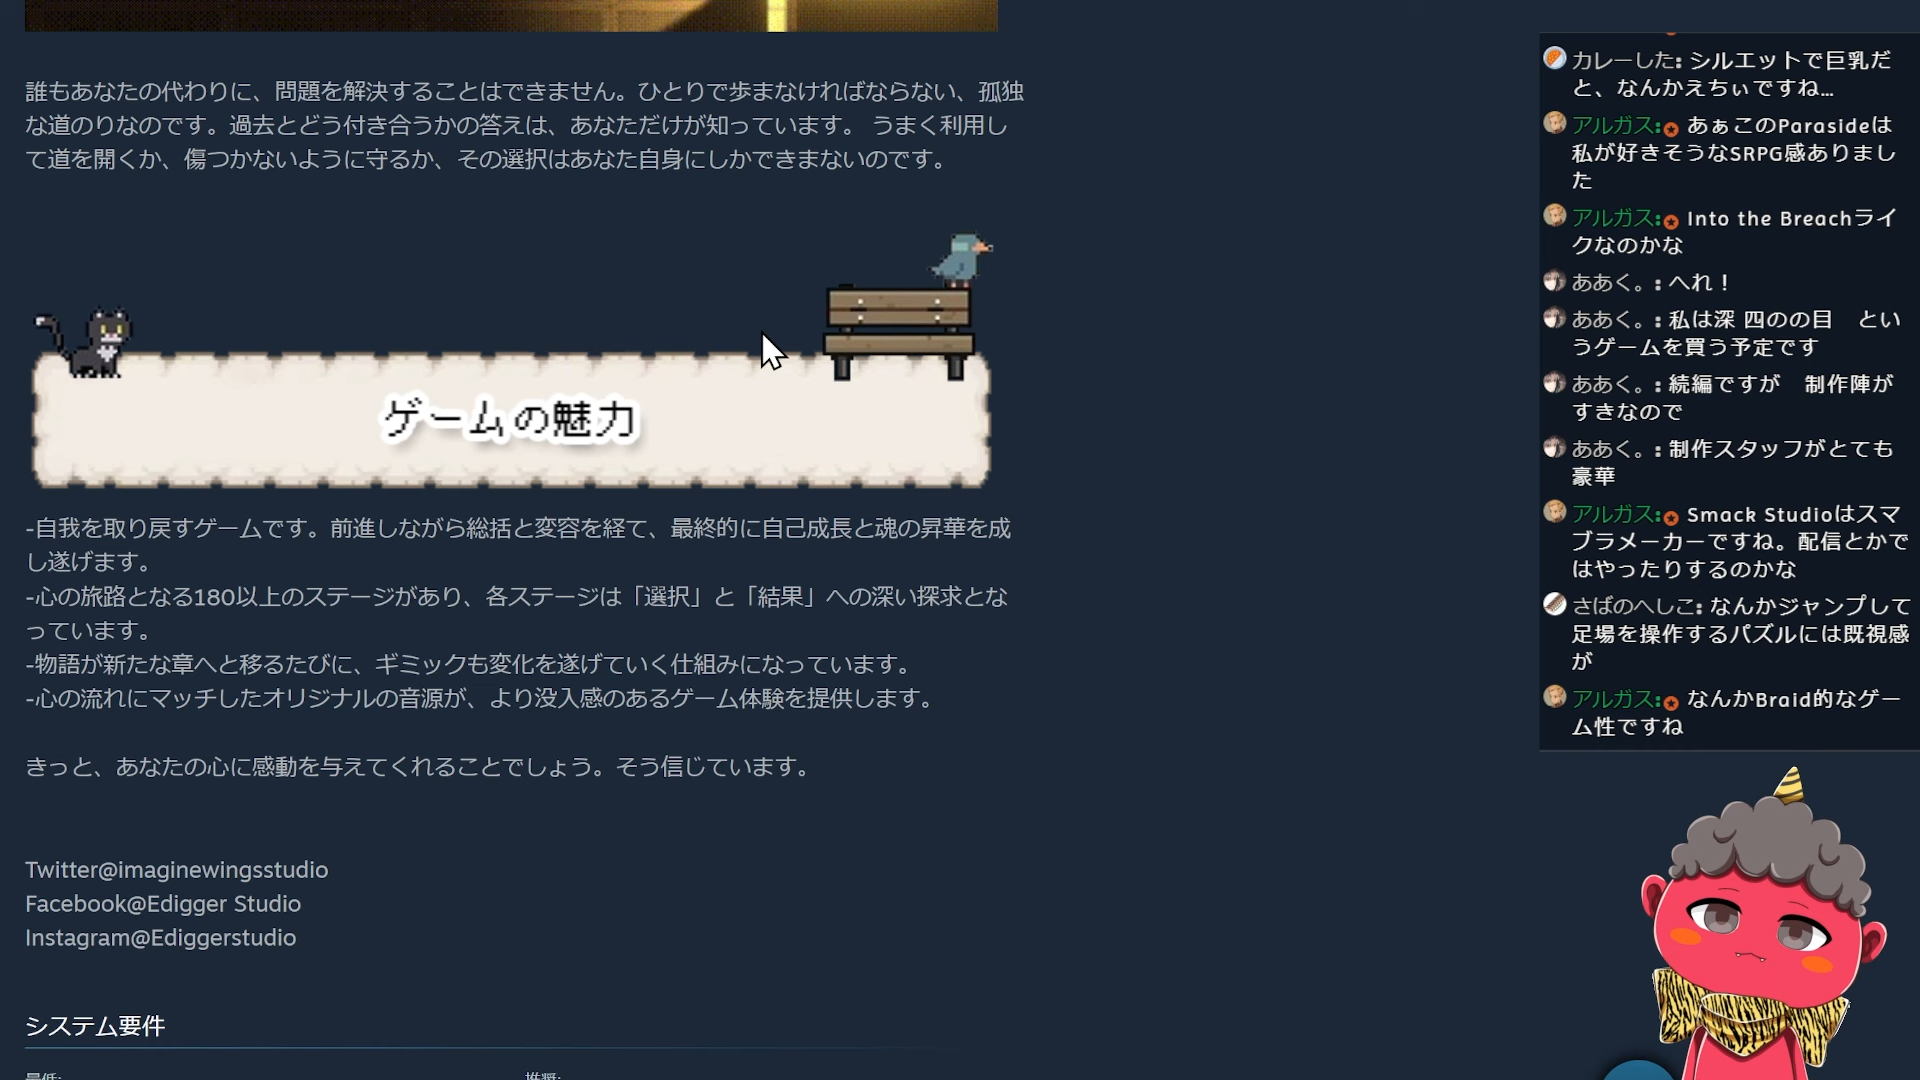 誰もあなたの代わりに、問題を解決することはできません。ひとりで歩まなければならない、孤独
な道のりなのです。過去とどう付き合うかの答えは、あなただけが知っています。 うまく利用し
て道を開くか、傷つかないように守るか、その選択はあなた自身にしかできまないのです。
ゲームの魅力
-自我を取り戻すゲームです。前進しながら総括と変容を経て、最終的に自己成長と魂の昇華を成
し遂げます。
-心の旅路となる180以上のステージがあり、各ステージは「選択」と「結果」への深い探求とな
っています。
-物語が新たな章へと移るたびに、ギミックも変化を遂げていく仕組みになっています。
-心の流れにマッチしたオリジナルの音源が、より没入感のあるゲーム体験を提供します。
きっと、あなたの心に感動を与えてくれることでしょう。そう信じています。
Twitter@imaginewingsstudio
Facebook@Edigger Studio
Instagram@Ediggerstudio
システム要件
最低:
推奨:
カレーした: シルエットで巨乳だ
と、なんかえちぃですね…
アルガス: あぁこのParasideは
私が好きそうなSRPG感ありまし
た
アルガス: Into the Breachライ
クなのかな
ああく。: へれ！
ああく。: 私は深 四のの目　とい
うゲームを買う予定です
ああく。: 続編ですが　制作陣が
すきなので
ああく。: 制作スタッフがとても
豪華
アルガス: Smack Studioはスマ
ブラメーカーですね。配信とかで
はやったりするのかな
さばのへしこ: なんかジャンプして
足場を操作するパズルには既視感
が
アルガス: なんかBraid的なゲー
ム性ですね